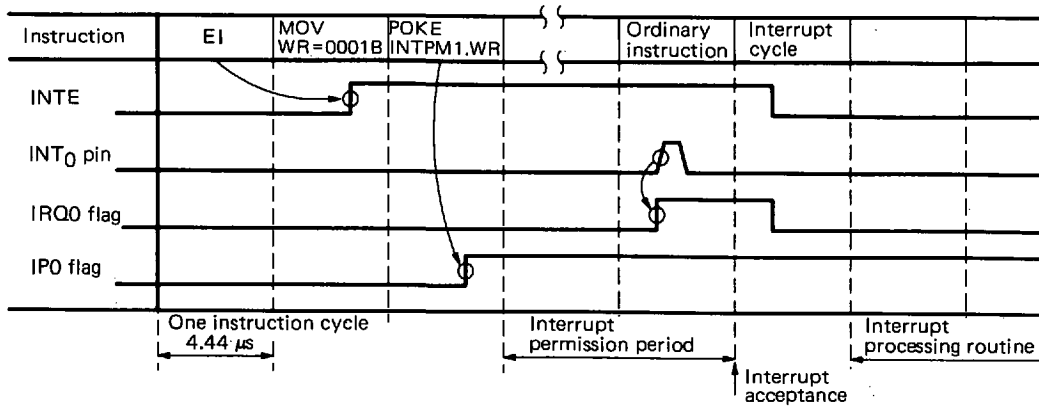 Instruction
EI
MOV
WR=0001B
POKE
INTPM1.WR
Ordinary
instruction
Interrupt
cycle
INTE
INT0 pin
IRQ0 flag
IP0 flag
One instruction cycle
4.44 μs
Interrupt
permission period
Interrupt
processing routine
Interrupt
acceptance